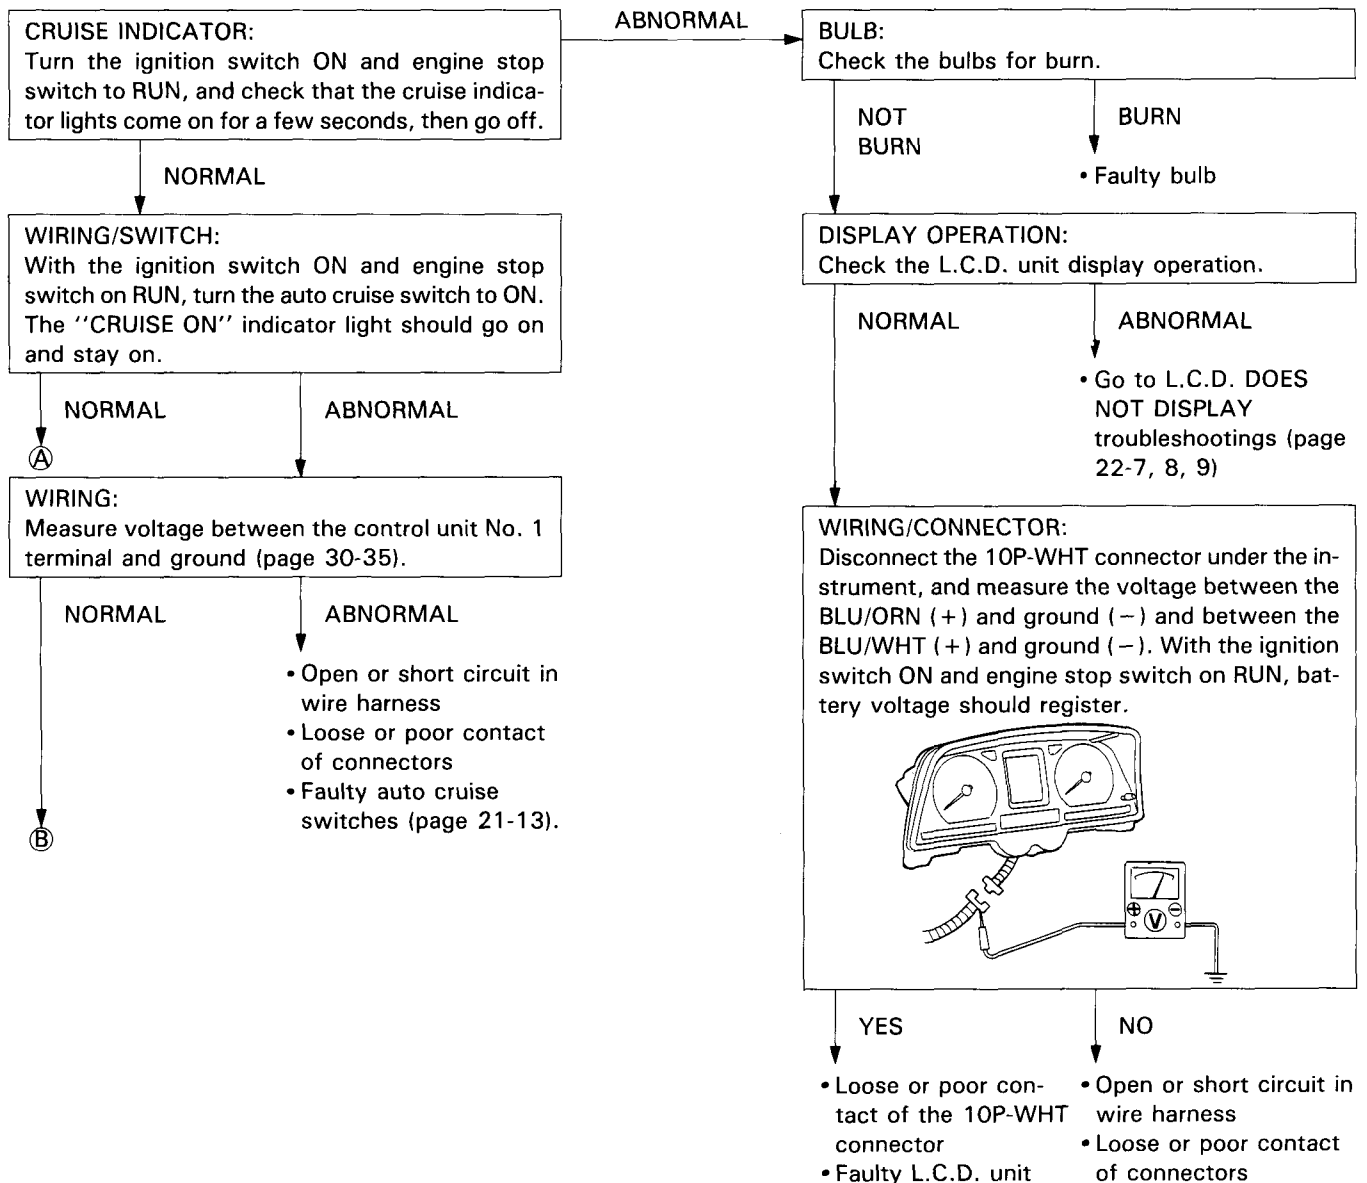 CRUISE INDICATOR:
Turn the ignition switch ON and engine stop
switch to RUN, and check that the cruise indica-
tor lights come on for a few seconds, then go off.
ABNORMAL
BULB:
Check the bulbs for burn.
NORMAL
NOT
BURN
BURN
• Faulty bulb
WIRING/SWITCH:
With the ignition switch ON and engine stop
switch on RUN, turn the auto cruise switch to ON.
The ''CRUISE ON'' indicator light should go on
and stay on.
DISPLAY OPERATION:
Check the L.C.D. unit display operation.
NORMAL
ABNORMAL
• Go to L.C.D. DOES
NOT DISPLAY
troubleshootings (page
22-7, 8, 9)
NORMAL
ABNORMAL
A
WIRING:
Measure voltage between the control unit No. 1
terminal and ground (page 30-35).
NORMAL
ABNORMAL
• Open or short circuit in
wire harness
• Loose or poor contact
of connectors
• Faulty auto cruise
switches (page 21-13).
B
WIRING/CONNECTOR:
Disconnect the 10P-WHT connector under the in-
strument, and measure the voltage between the
BLU/ORN (+) and ground (−) and between the
BLU/WHT (+) and ground (−). With the ignition
switch ON and engine stop switch on RUN, bat-
tery voltage should register.
+ −
V
YES
NO
• Loose or poor con-
tact of the 10P-WHT
connector
• Faulty L.C.D. unit
• Open or short circuit in
wire harness
• Loose or poor contact
of connectors